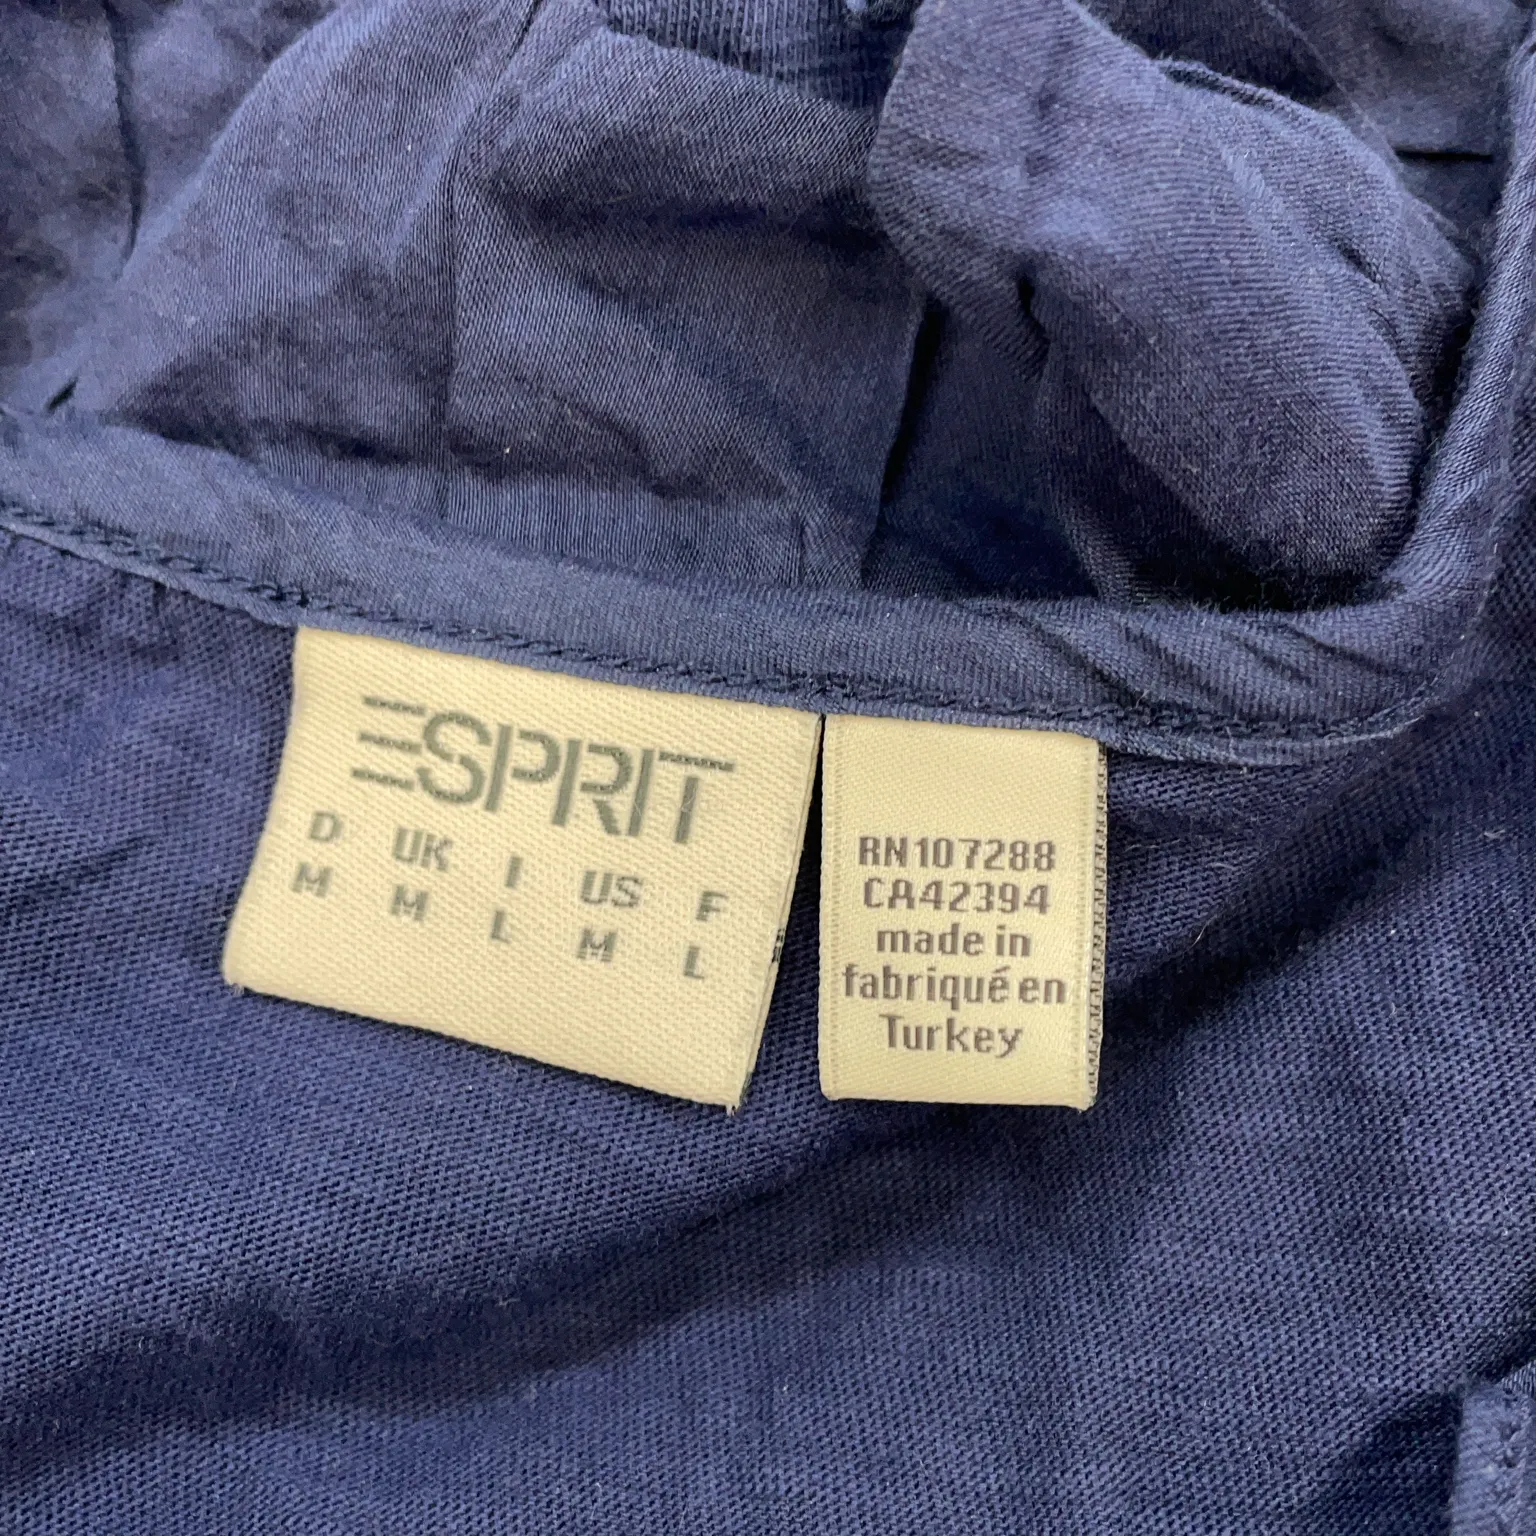 ESPRIT
D UK I US F
M M L M L
RN107288
CA42394
made in
fabriqué en
Turkey